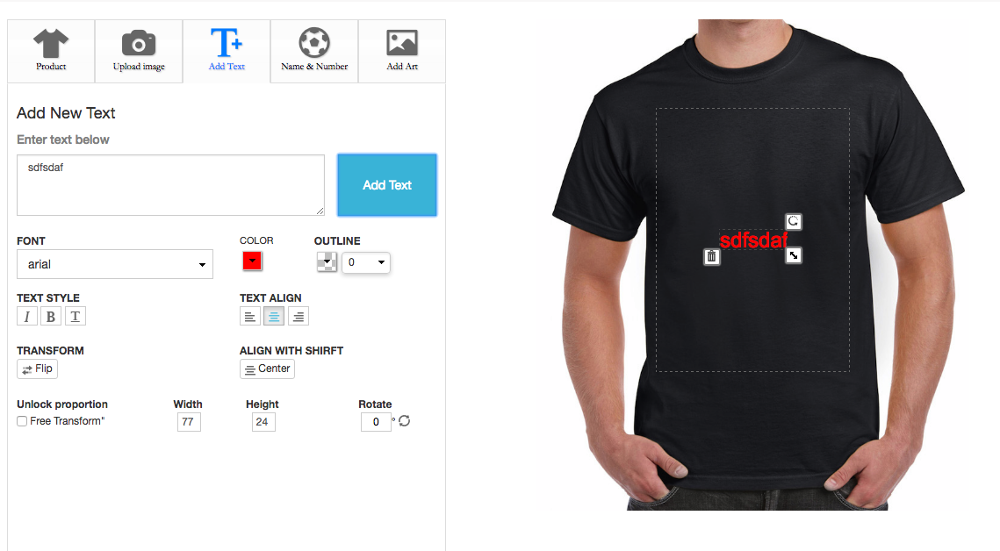 Product
Upload image
Add Text
Name & Number
Add Art
Add New Text
Enter text below
sdfsdaf
Add Text
FONT
COLOR
OUTLINE
arial
0
TEXT STYLE
TEXT ALIGN
I B T
TRANSFORM
ALIGN WITH SHIRFT
Flip
Center
Unlock proportion
Width
Height
Rotate
Free Transform"
77
24
0 °
sdfsdaf